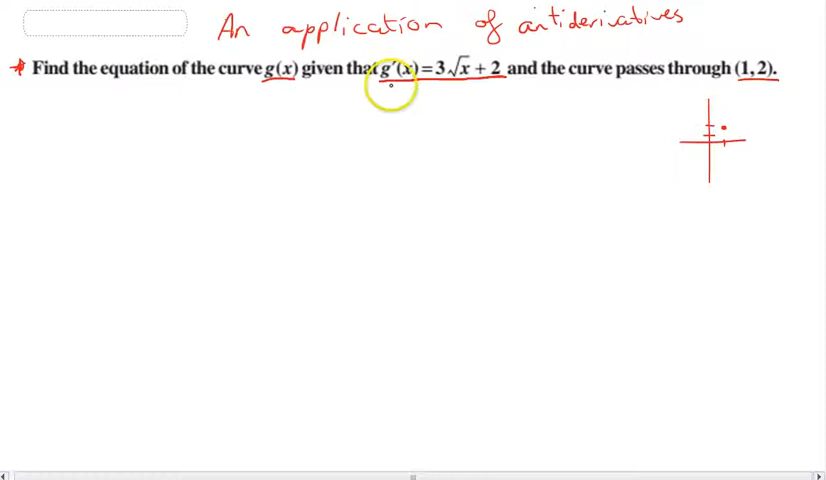 An application of antiderivatives
* Find the equation of the curve g(x) given that g′(x) = 3√x + 2 and the curve passes through (1, 2).